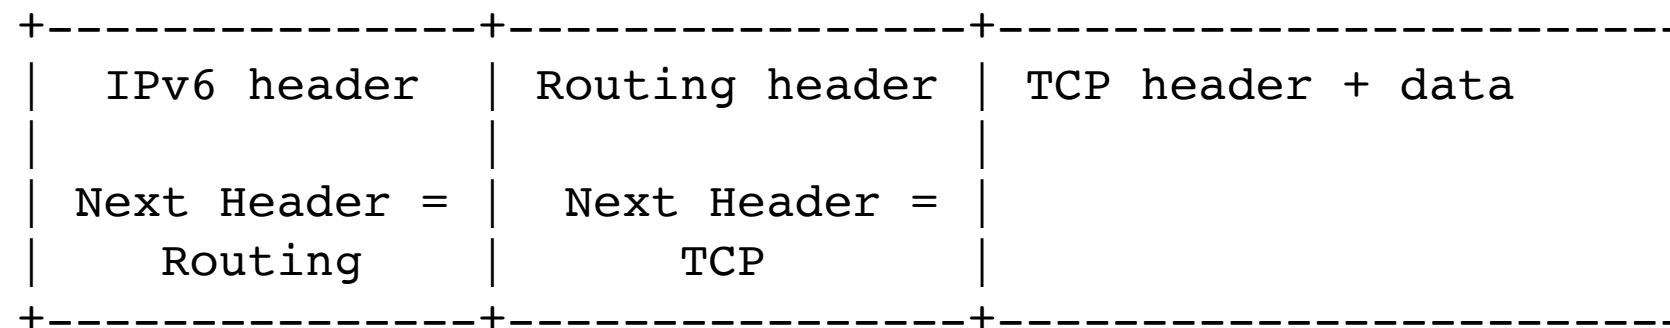 +---------------+----------------+------------------------
|  IPv6 header  | Routing header | TCP header + data
|               |                |
| Next Header = |  Next Header = |
|    Routing    |      TCP       |
+---------------+----------------+------------------------